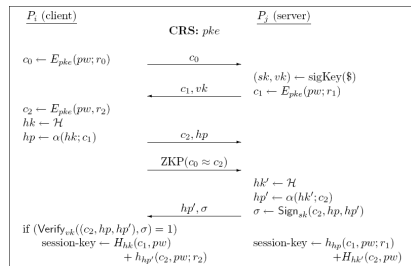 P_i (client)
P_j (server)
CRS: pke
c_0 ← E_pke(pw; r_0)
c_0
(sk, vk) ← sigKey($)
c_1, vk
c_1 ← E_pke(pw; r_1)
c_2 ← E_pke(pw, r_2)
hk ← H
hp ← α(hk; c_1)
c_2, hp
ZKP(c_0 ≈ c_2)
hk′ ← H
hp′ ← α(hk′; c_2)
hp′, σ
σ ← Sign_sk(c_2, hp, hp′)
if (Verify_vk((c_2, hp, hp′), σ) = 1)
session-key ← H_hk(c_1, pw)
session-key ← h_hp(c_1, pw; r_1)
+ h_hp′(c_2, pw; r_2)
+H_hk′(c_2, pw)